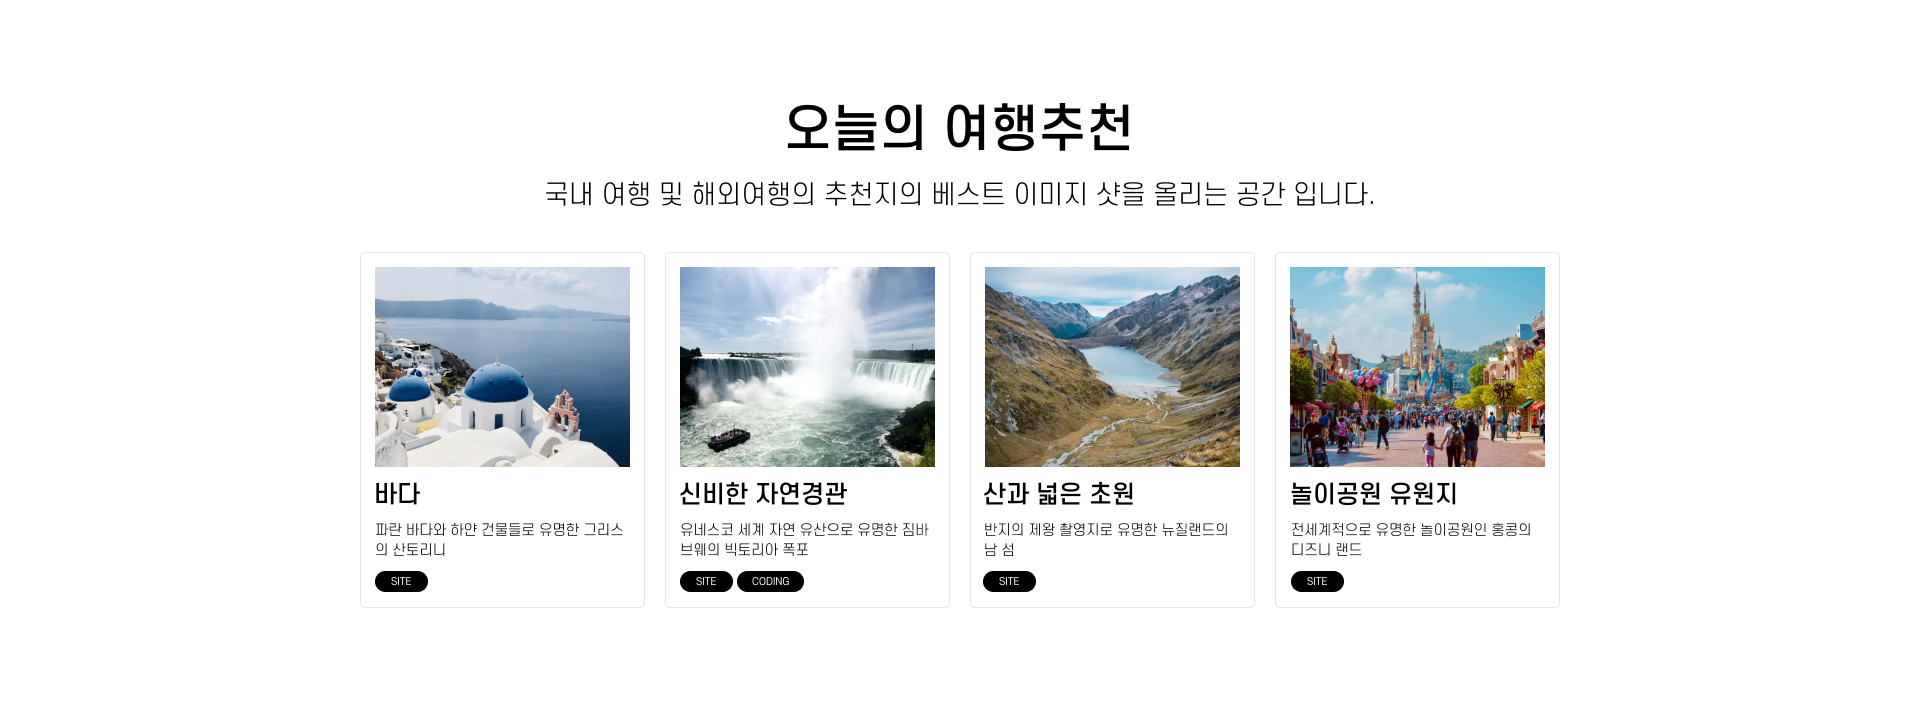 오늘의 여행추천
국내 여행 및 해외여행의 추천지의 베스트 이미지 샷을 올리는 공간 입니다.
바다
파란 바다와 하얀 건물들로 유명한 그리스
의 산토리니
SITE
신비한 자연경관
유네스코 세계 자연 유산으로 유명한 짐바
브웨의 빅토리아 폭포
SITE CODING
산과 넓은 초원
반지의 제왕 촬영지로 유명한 뉴질랜드의
남 섬
SITE
놀이공원 유원지
전세계적으로 유명한 놀이공원인 홍콩의
디즈니 랜드
SITE